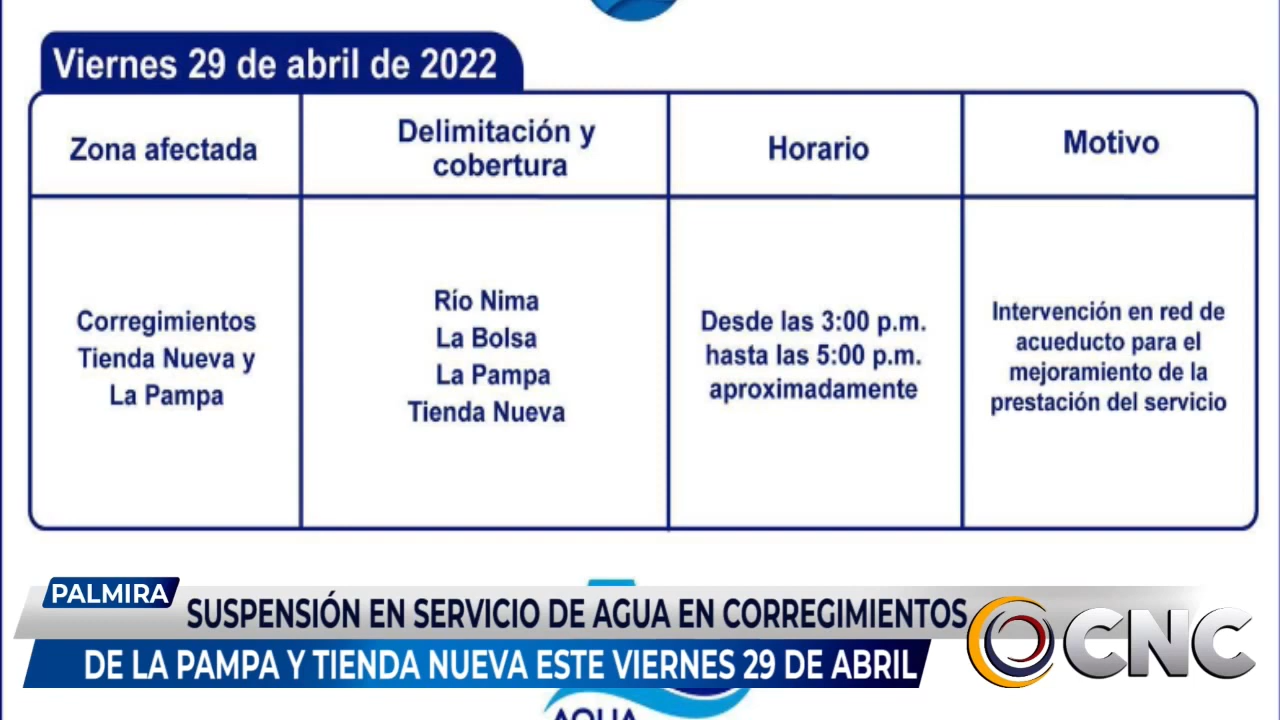 Viernes 29 de abril de 2022
Zona afectada
Delimitación y
cobertura
Horario
Motivo
Corregimientos
Tienda Nueva y
La Pampa
Río Nima
La Bolsa
La Pampa
Tienda Nueva
Desde las 3:00 p.m.
hasta las 5:00 p.m.
aproximadamente
Intervención en red de
acueducto para el
mejoramiento de la
prestación del servicio
PALMIRA
SUSPENSIÓN EN SERVICIO DE AGUA EN CORREGIMIENTOS
DE LA PAMPA Y TIENDA NUEVA ESTE VIERNES 29 DE ABRIL
CNC
AQUA